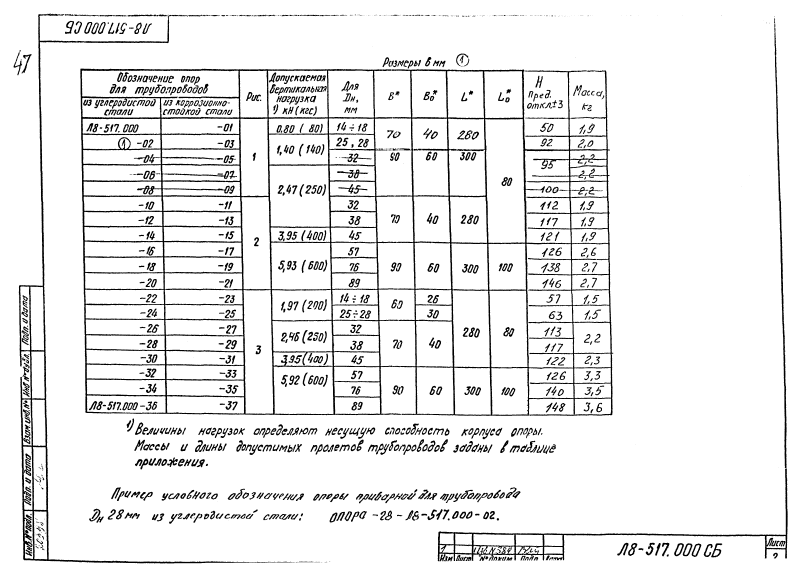 Л8-517.000 СБ
47
Размеры в мм ①
Обозначение опор для трубопроводов | Рис. | Допускаемая вертикальная нагрузка ¹⁾ кН (кгс) | Для Dн, мм | В* | В₀* | L* | L₀* | Н пред. откл.±3 | Масса, кг
из углеродистой стали | из коррозионно-стойкой стали
Л8-517.000 | -01 | 1 | 0,80 (80) | 14÷18 | 70 | 40 | 280 | 80 | 50 | 1,9
① -02 | -03 | 1,40 (140) | 25, 28 | 92 | 2,0
-04 | -05 | 32 | 90 | 60 | 300 | 95 | 2,2
-06 | -07 | 2,47 (250) | 38 | 2,2
-08 | -09 | 45 | 100 | 2,2
-10 | -11 | 2 | 32 | 70 | 40 | 280 | 112 | 1,9
-12 | -13 | 38 | 117 | 1,9
-14 | -15 | 3,95 (400) | 45 | 121 | 1,9
-16 | -17 | 5,93 (600) | 57 | 90 | 60 | 300 | 100 | 126 | 2,6
-18 | -19 | 76 | 138 | 2,7
-20 | -21 | 89 | 146 | 2,7
-22 | -23 | 3 | 1,97 (200) | 14÷18 | 60 | 26 | 280 | 80 | 57 | 1,5
-24 | -25 | 25÷28 | 30 | 63 | 1,5
-26 | -27 | 2,46 (250) | 32 | 70 | 40 | 113 | 2,2
-28 | -29 | 38 | 117
-30 | -31 | 3,95 (400) | 45 | 122 | 2,3
-32 | -33 | 5,92 (600) | 57 | 90 | 60 | 300 | 100 | 126 | 3,3
-34 | -35 | 76 | 140 | 3,5
Л8-517.000-36 | -37 | 89 | 148 | 3,6
¹⁾ Величины нагрузок определяют несущую способность корпуса опоры.
Массы и длины допустимых пролетов трубопроводов заданы в таблице
приложения.
Пример условного обозначения опоры приварной для трубопровода
Dн 28 мм из углеродистой стали: ОПОРА-28-Л8-517.000-02.
Инв.№ подл.
Подп. и дата
Взам инв.№
Инв.№ дубл.
Подп. и дата
1
Изм
Лист
№ докум.
Подп.
Дата
Л8-517.000 СБ
Лист
2